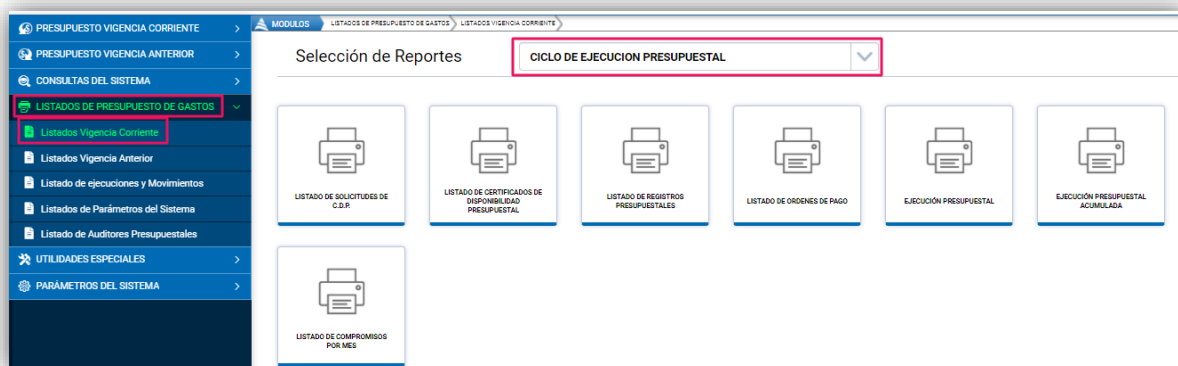 PRESUPUESTO VIGENCIA CORRIENTE
PRESUPUESTO VIGENCIA ANTERIOR
CONSULTAS DEL SISTEMA
LISTADOS DE PRESUPUESTO DE GASTOS
Listados Vigencia Corriente
Listados Vigencia Anterior
Listado de ejecuciones y Movimientos
Listados de Parámetros del Sistema
Listado de Auditores Presupuestales
UTILIDADES ESPECIALES
PARÁMETROS DEL SISTEMA
MODULOS LISTADOS DE PRESUPUESTO DE GASTOS LISTADOS VIGENCIA CORRIENTE
Selección de Reportes CICLO DE EJECUCION PRESUPUESTAL
LISTADO DE SOLICITUDES DE
C.D.P.
LISTADO DE CERTIFICADOS DE
DISPONIBILIDAD
PRESUPUESTAL
LISTADO DE REGISTROS
PRESUPUESTALES
LISTADO DE ORDENES DE PAGO
EJECUCIÓN PRESUPUESTAL
EJECUCIÓN PRESUPUESTAL
ACUMULADA
LISTADO DE COMPROMISOS
POR MES